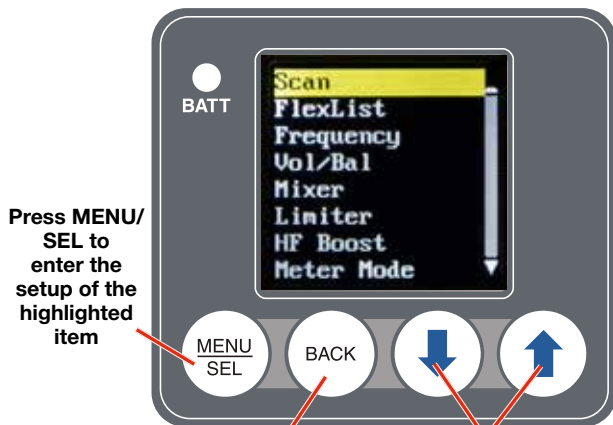 BATT
Scan
FlexList
Frequency
Vol/Bal
Mixer
Limiter
HF Boost
Meter Mode
Press MENU/
SEL to
enter the
setup of the
highlighted
item
MENU
SEL
BACK